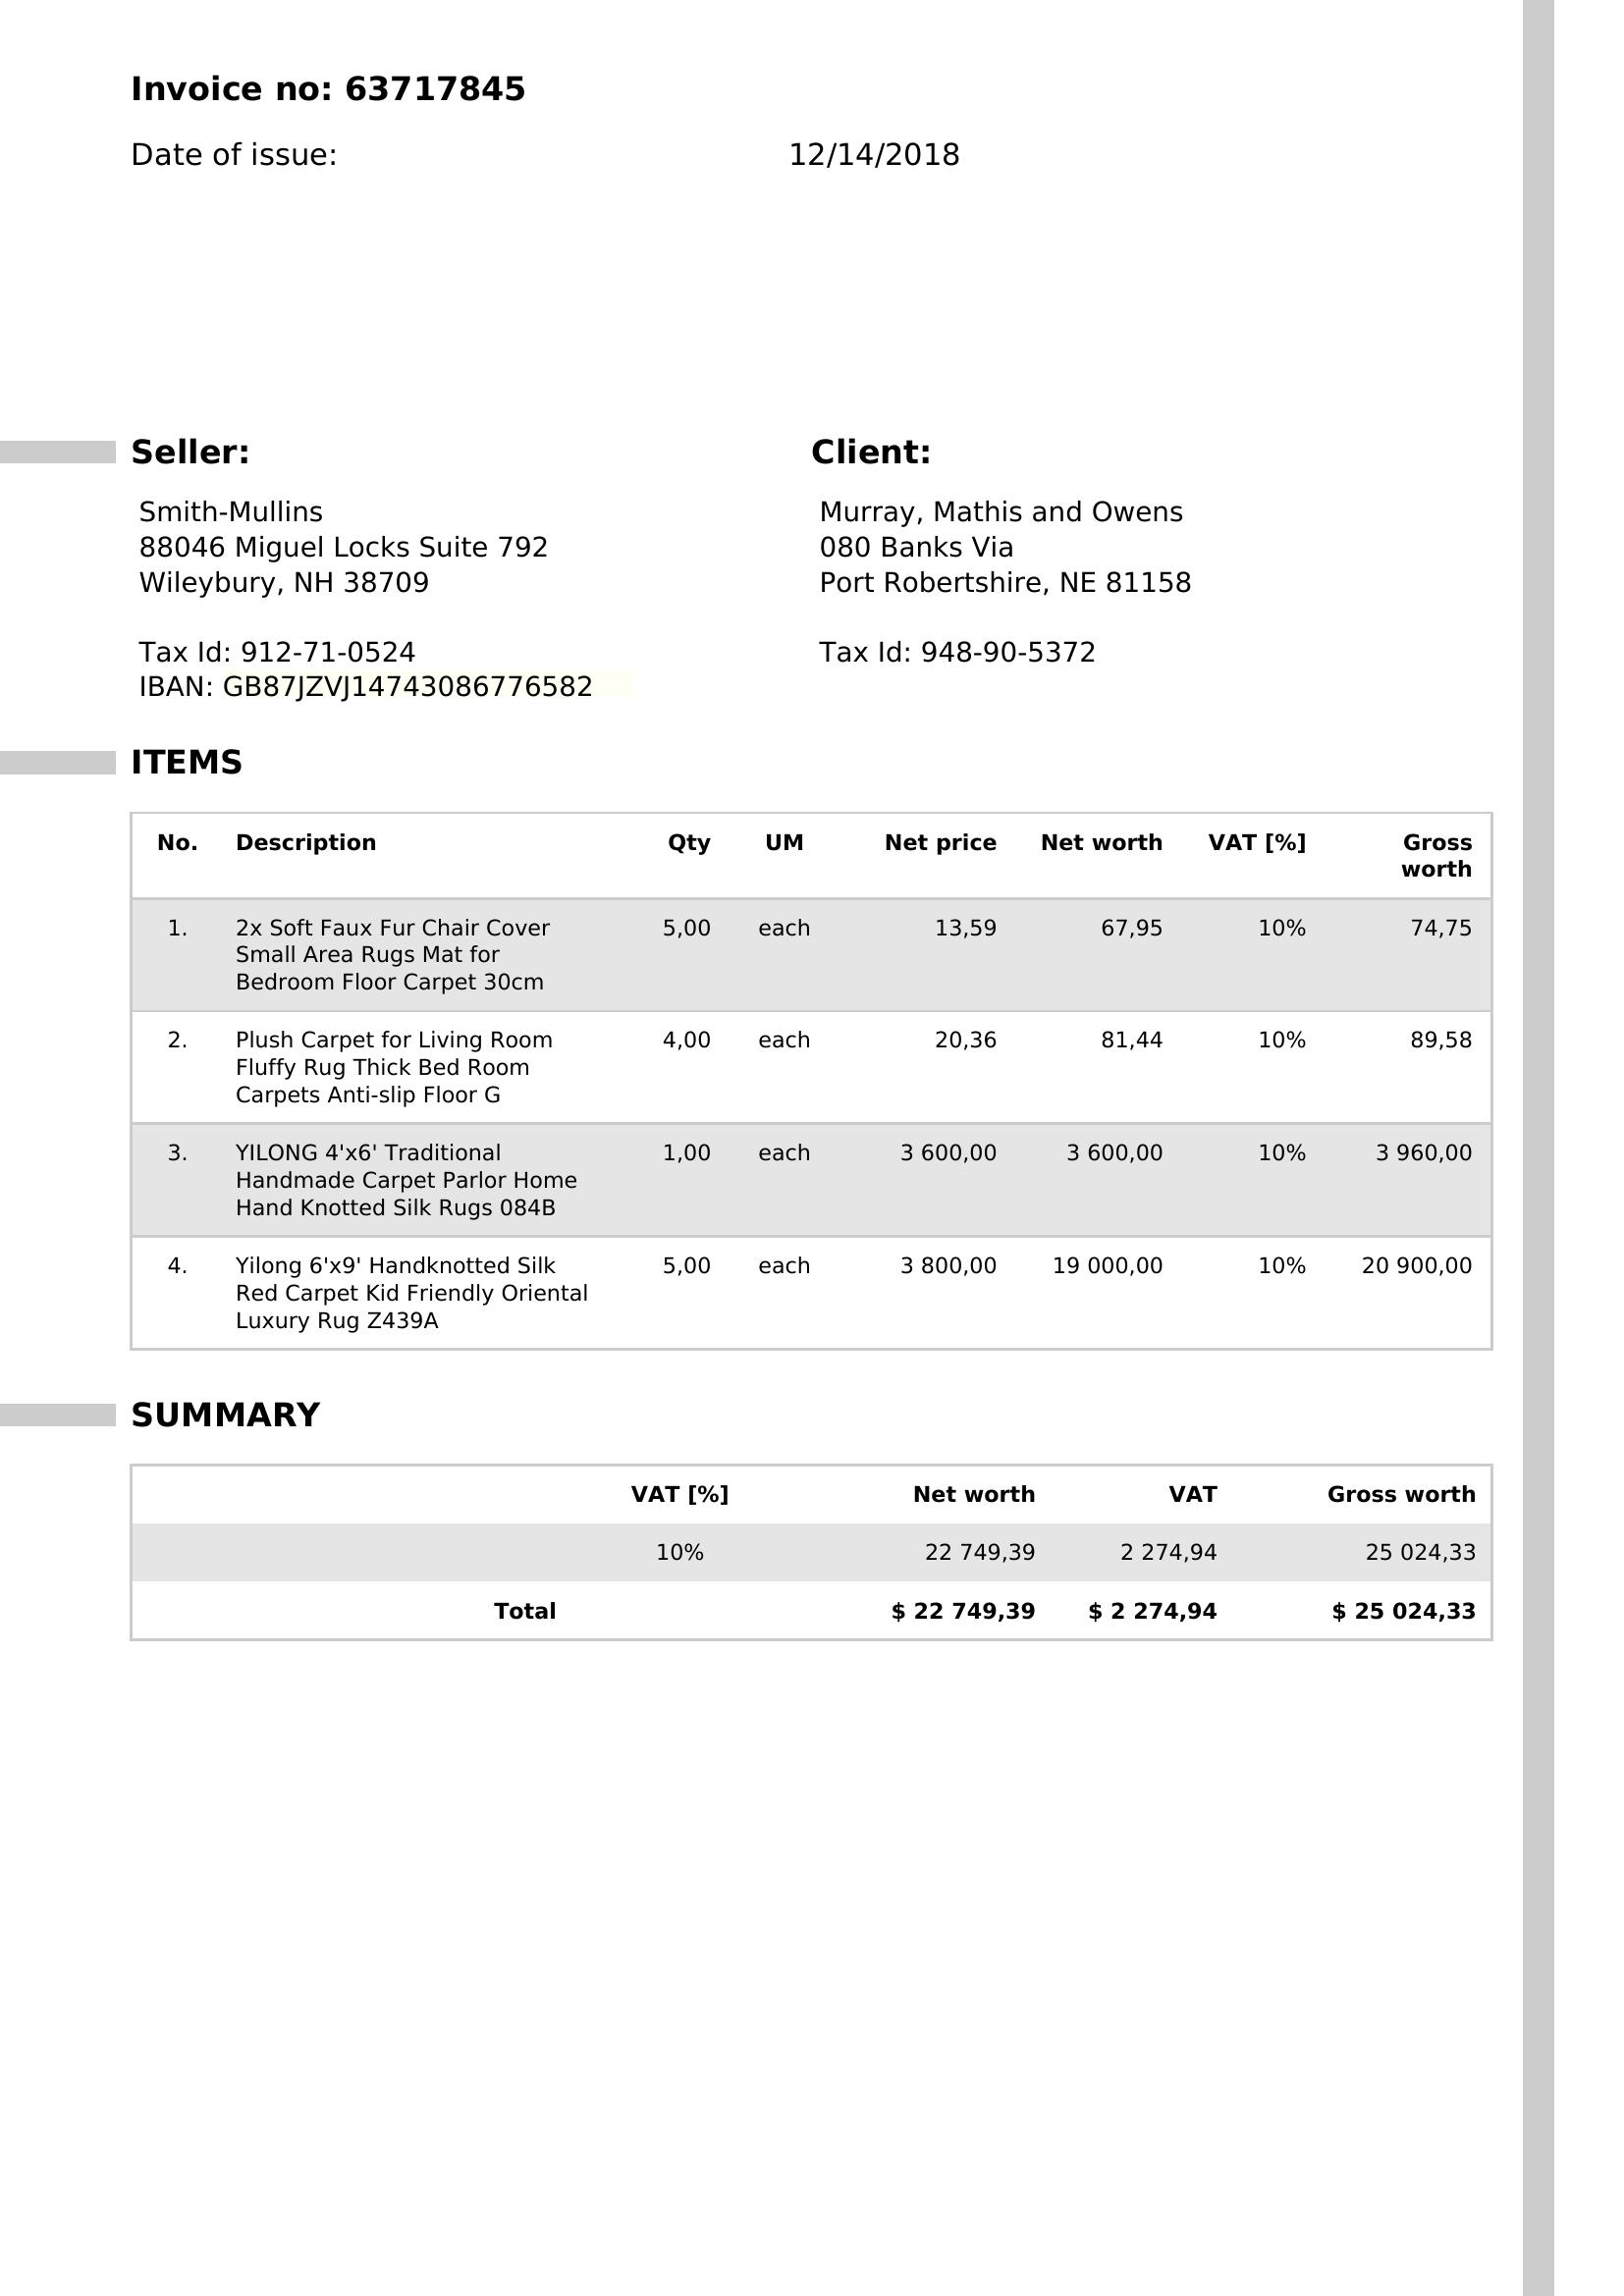 Invoice no: 63717845
Date of issue: 12/14/2018
Seller:
Smith-Mullins
88046 Miguel Locks Suite 792
Wileybury, NH 38709
Tax Id: 912-71-0524
IBAN: GB87JZVJ14743086776582
Client:
Murray, Mathis and Owens
080 Banks Via
Port Robertshire, NE 81158
Tax Id: 948-90-5372
ITEMS
No. Description Qty UM Net price Net worth VAT [%] Gross
worth
1. 2x Soft Faux Fur Chair Cover 5,00 each 13,59 67,95 10% 74,75
Small Area Rugs Mat for
Bedroom Floor Carpet 30cm
2. Plush Carpet for Living Room 4,00 each 20,36 81,44 10% 89,58
Fluffy Rug Thick Bed Room
Carpets Anti-slip Floor G
3. YILONG 4'x6' Traditional 1,00 each 3 600,00 3 600,00 10% 3 960,00
Handmade Carpet Parlor Home
Hand Knotted Silk Rugs 084B
4. Yilong 6'x9' Handknotted Silk 5,00 each 3 800,00 19 000,00 10% 20 900,00
Red Carpet Kid Friendly Oriental
Luxury Rug Z439A
SUMMARY
VAT [%] Net worth VAT Gross worth
10% 22 749,39 2 274,94 25 024,33
Total $ 22 749,39 $ 2 274,94 $ 25 024,33